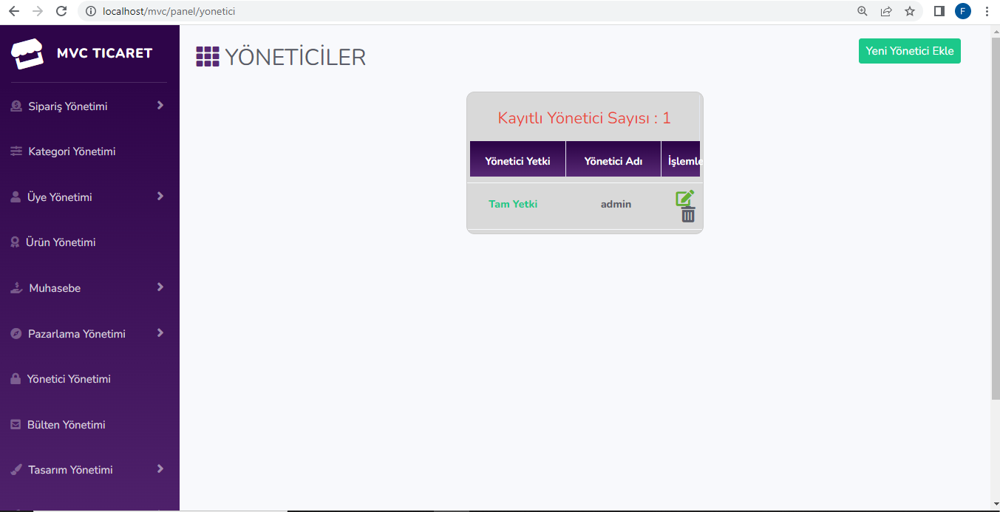 localhost/mvc/panel/yonetici
F
MVC TICARET
YÖNETİCİLER
Yeni Yönetici Ekle
Sipariş Yönetimi
Kategori Yönetimi
Üye Yönetimi
Ürün Yönetimi
Muhasebe
Pazarlama Yönetimi
Yönetici Yönetimi
Bülten Yönetimi
Tasarım Yönetimi
Kayıtlı Yönetici Sayısı : 1
Yönetici Yetki Yönetici Adı İşlemle
Tam Yetki admin